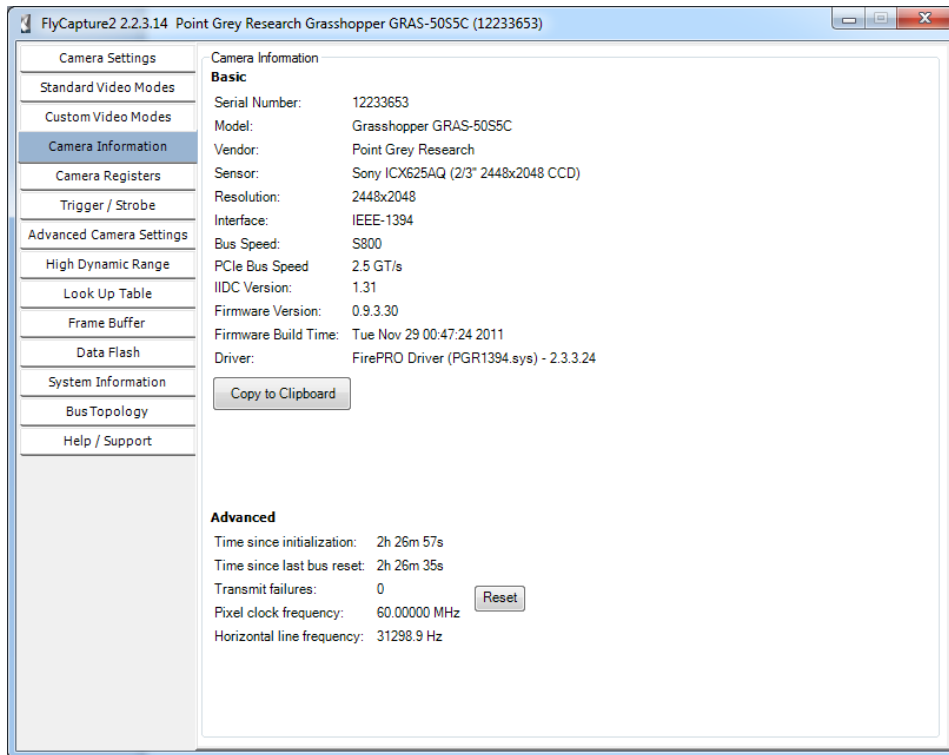 FlyCapture2 2.2.3.14 Point Grey Research Grasshopper GRAS-50S5C (12233653)
Camera Settings
Standard Video Modes
Custom Video Modes
Camera Information
Camera Registers
Trigger / Strobe
Advanced Camera Settings
High Dynamic Range
Look Up Table
Frame Buffer
Data Flash
System Information
Bus Topology
Help / Support
Camera Information
Basic
Serial Number: 12233653
Model: Grasshopper GRAS-50S5C
Vendor: Point Grey Research
Sensor: Sony ICX625AQ (2/3" 2448x2048 CCD)
Resolution: 2448x2048
Interface: IEEE-1394
Bus Speed: S800
PCIe Bus Speed 2.5 GT/s
IIDC Version: 1.31
Firmware Version: 0.9.3.30
Firmware Build Time: Tue Nov 29 00:47:24 2011
Driver: FirePRO Driver (PGR1394.sys) - 2.3.3.24
Copy to Clipboard
Advanced
Time since initialization: 2h 26m 57s
Time since last bus reset: 2h 26m 35s
Transmit failures: 0
Reset
Pixel clock frequency: 60.00000 MHz
Horizontal line frequency: 31298.9 Hz